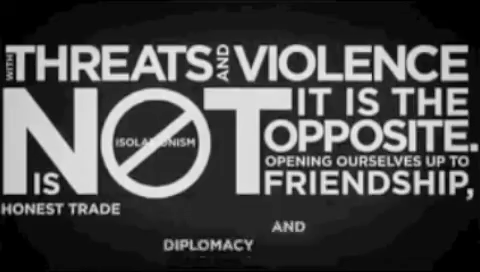 WITH THREATS AND VIOLENCE
IS NOT
ISOLATIONISM
IT IS THE
OPPOSITE.
OPENING OURSELVES UP TO
FRIENDSHIP,
HONEST TRADE
AND
DIPLOMACY